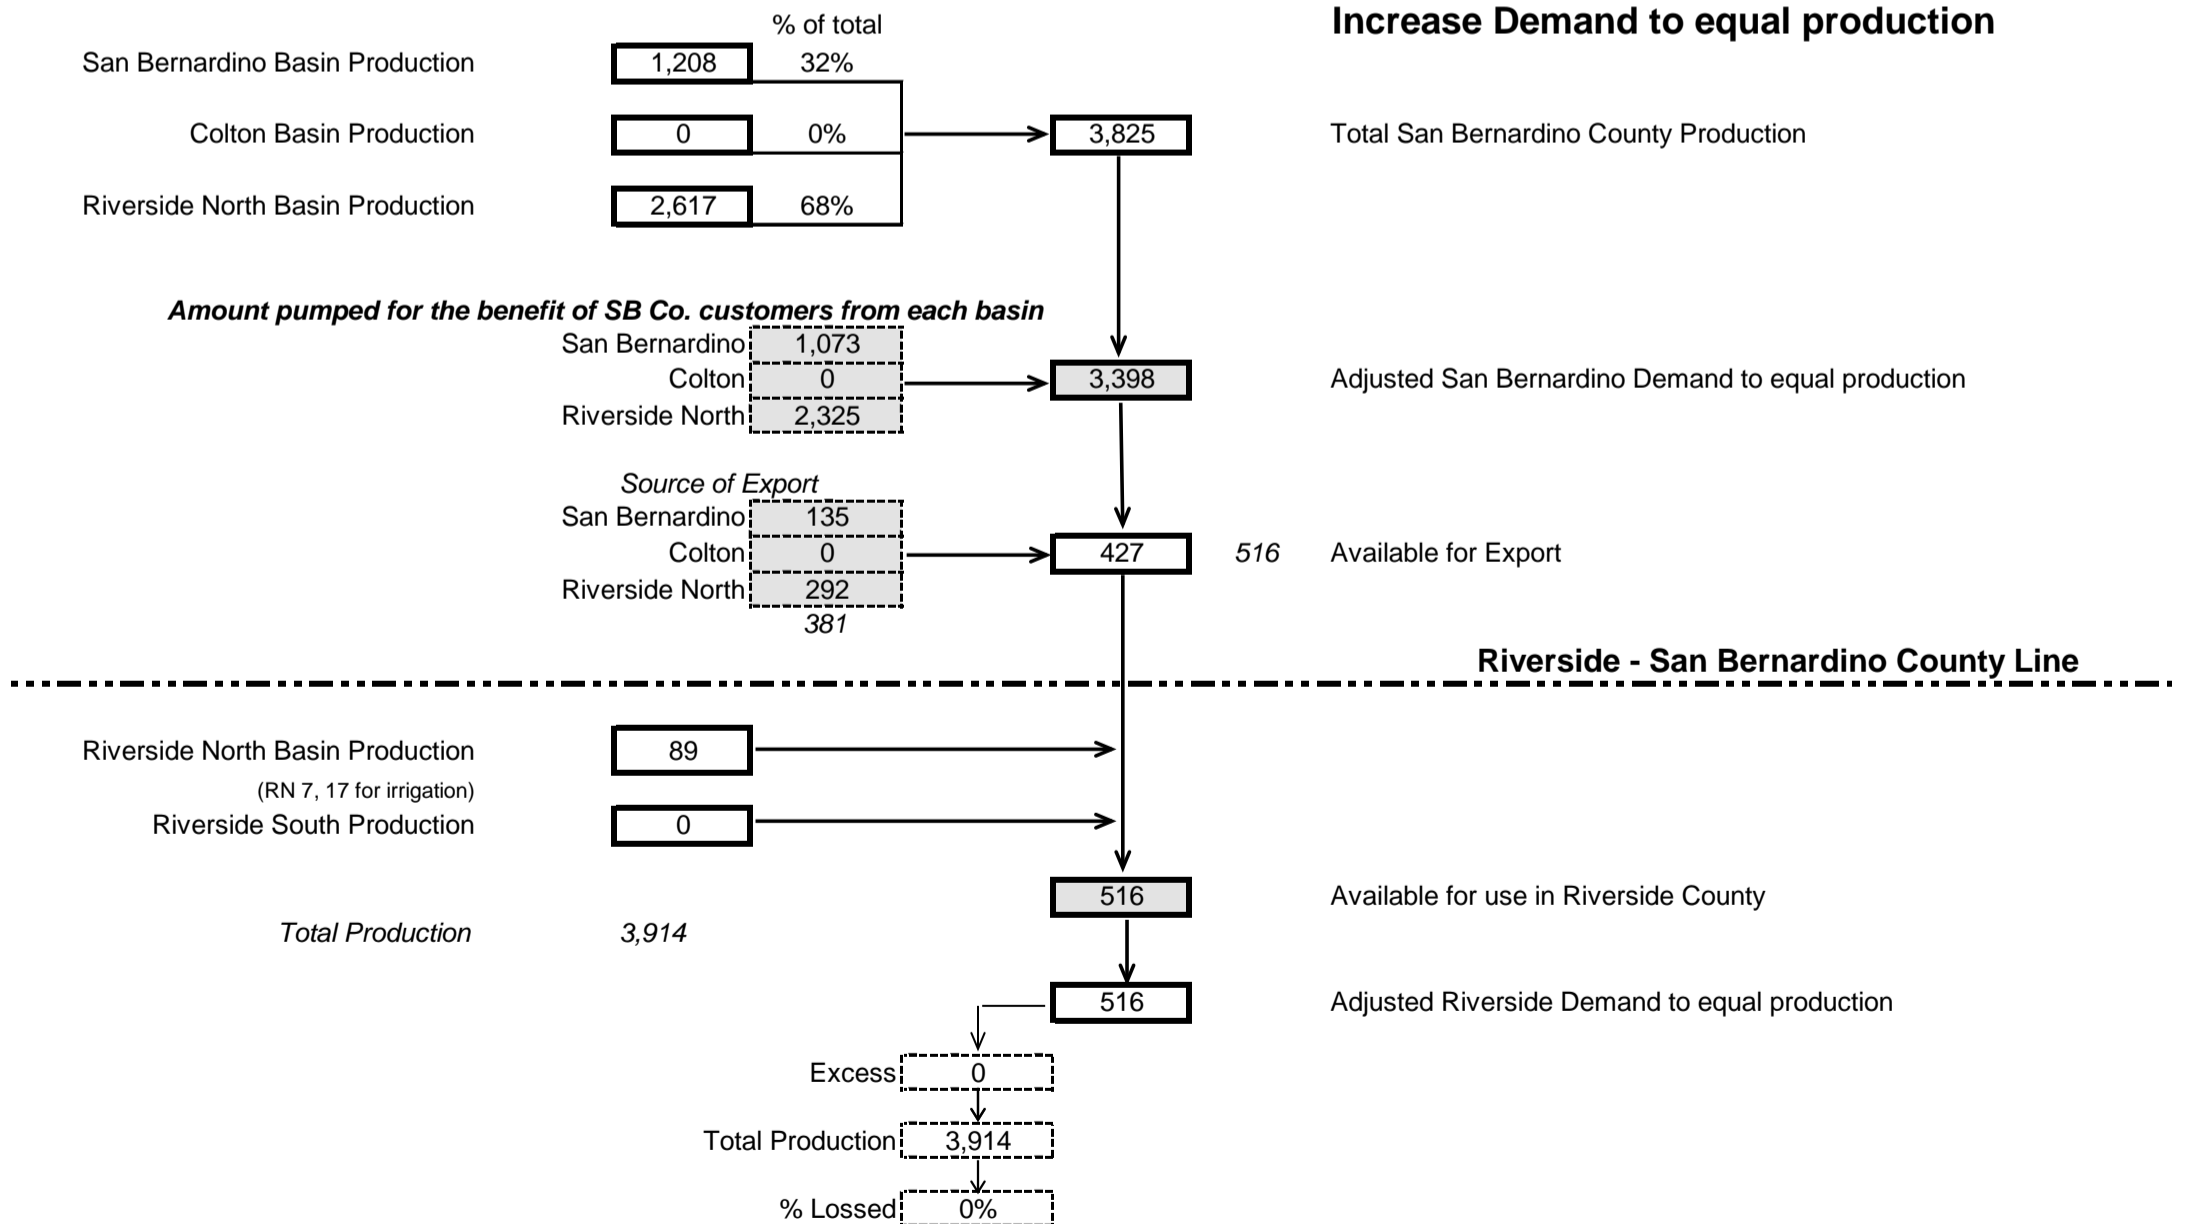 % of total
Increase Demand to equal production
San Bernardino Basin Production 1,208 32%
Colton Basin Production 0 0% 3,825 Total San Bernardino County Production
Riverside North Basin Production 2,617 68%
Amount pumped for the benefit of SB Co. customers from each basin
San Bernardino 1,073
Colton 0 3,398 Adjusted San Bernardino Demand to equal production
Riverside North 2,325
Source of Export
San Bernardino 135
Colton 0 427 516 Available for Export
Riverside North 292
381
Riverside - San Bernardino County Line
Riverside North Basin Production 89
(RN 7, 17 for irrigation)
Riverside South Production 0
516 Available for use in Riverside County
Total Production 3,914
516 Adjusted Riverside Demand to equal production
Excess 0
Total Production 3,914
% Lossed 0%